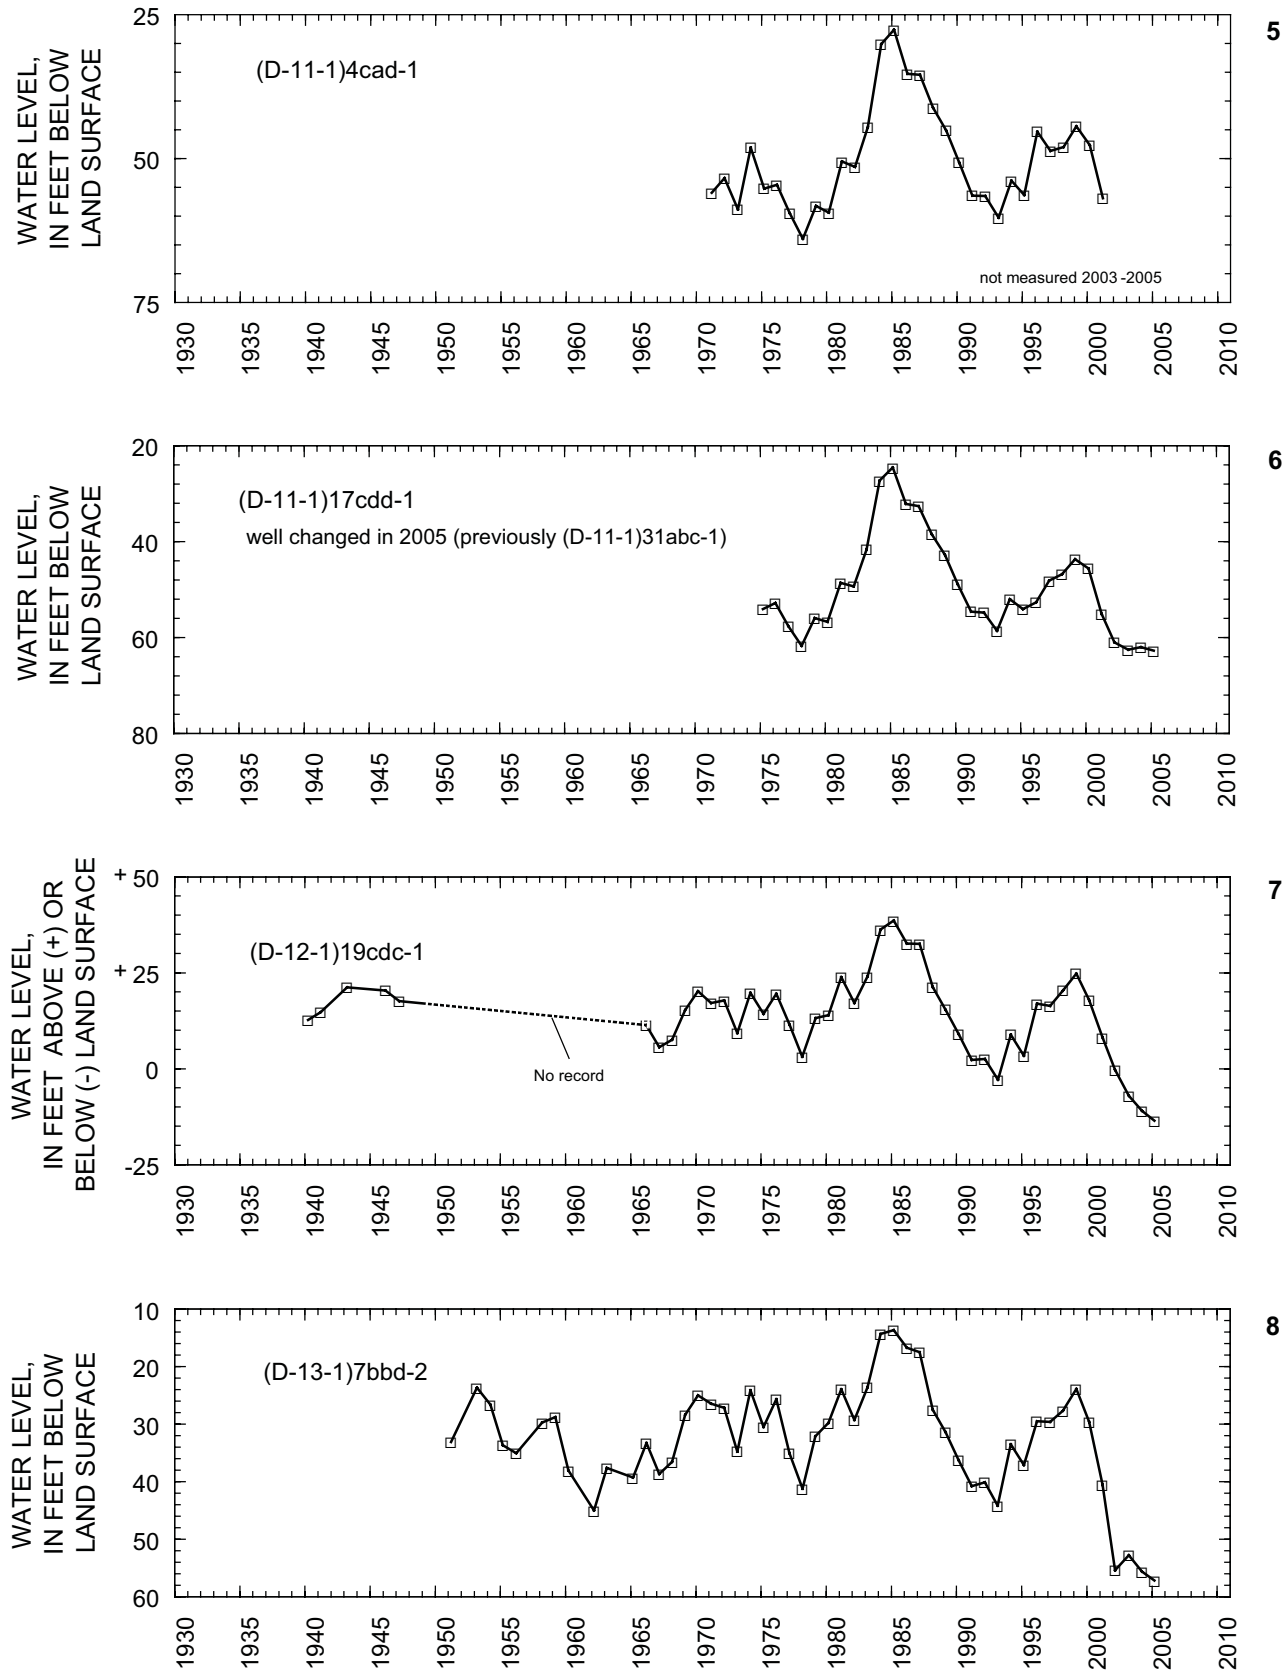 5
WATER LEVEL,
IN FEET BELOW
LAND SURFACE
25
50
75
(D-11-1)4cad-1
not measured 2003 -2005
1930 1935 1940 1945 1950 1955 1960 1965 1970 1975 1980 1985 1990 1995 2000 2005 2010
6
WATER LEVEL,
IN FEET BELOW
LAND SURFACE
20
40
60
80
(D-11-1)17cdd-1
well changed in 2005 (previously (D-11-1)31abc-1)
1930 1935 1940 1945 1950 1955 1960 1965 1970 1975 1980 1985 1990 1995 2000 2005 2010
7
WATER LEVEL,
IN FEET ABOVE (+) OR
BELOW (-) LAND SURFACE
+ 50
+ 25
0
-25
(D-12-1)19cdc-1
No record
1930 1935 1940 1945 1950 1955 1960 1965 1970 1975 1980 1985 1990 1995 2000 2005 2010
8
WATER LEVEL,
IN FEET BELOW
LAND SURFACE
10
20
30
40
50
60
(D-13-1)7bbd-2
1930 1935 1940 1945 1950 1955 1960 1965 1970 1975 1980 1985 1990 1995 2000 2005 2010